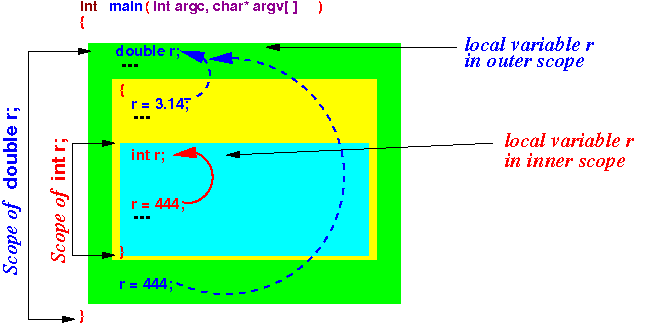 int main ( int argc, char* argv[ ] )
{
double r;
...
{
r = 3.14;
...
int r;
r = 444;
...
}
r = 444;
}
local variable r
in outer scope
local variable r
in inner scope
Scope of double r;
Scope of int r;